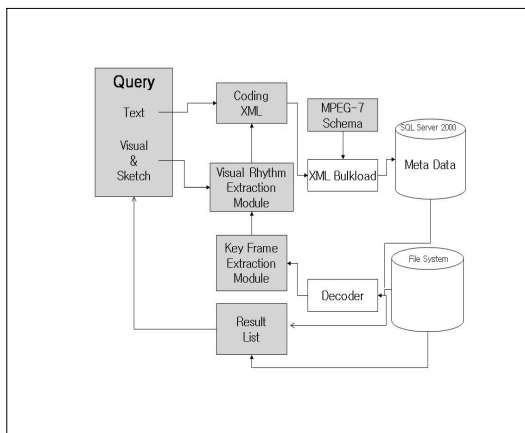 Query
Text
Visual
&
Sketch
Coding
XML
MPEG-7
Schema
SQL Server 2000
Meta Data
Visual Rhythm
Extraction
Module
XML Bulkload
Key Frame
Extraction
Module
Decoder
File System
Result
List